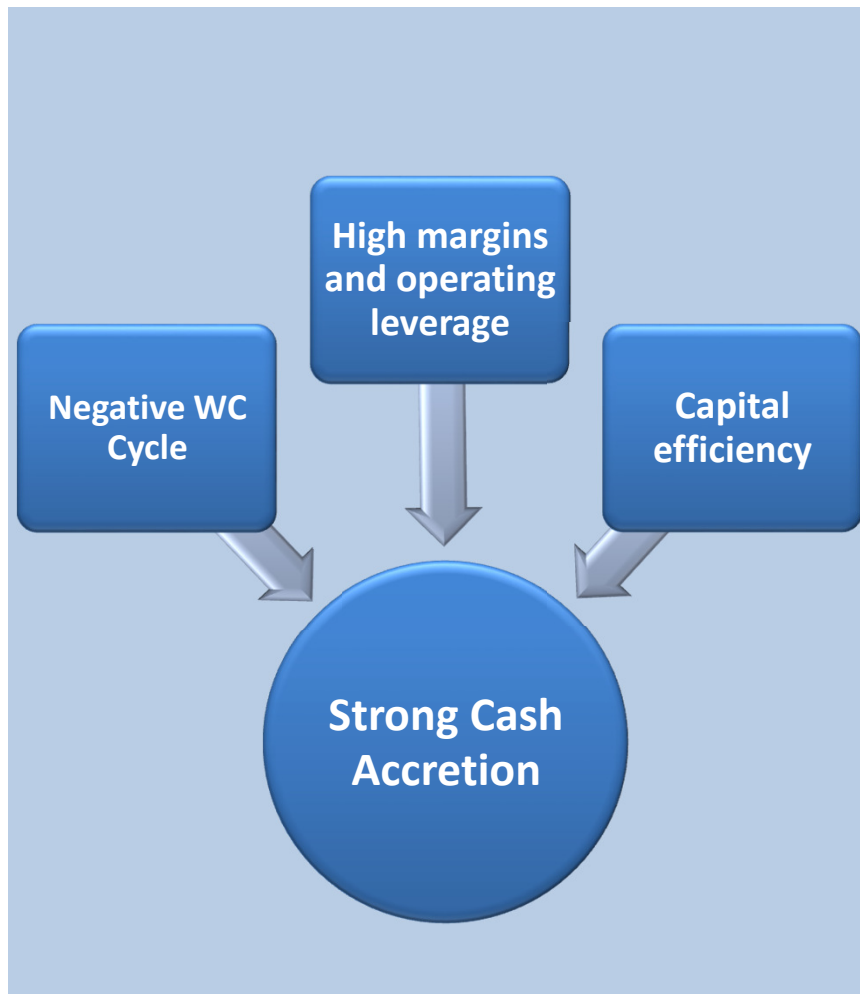 High margins
and operating
leverage
Negative WC
Cycle
Capital
efficiency
Strong Cash
Accretion